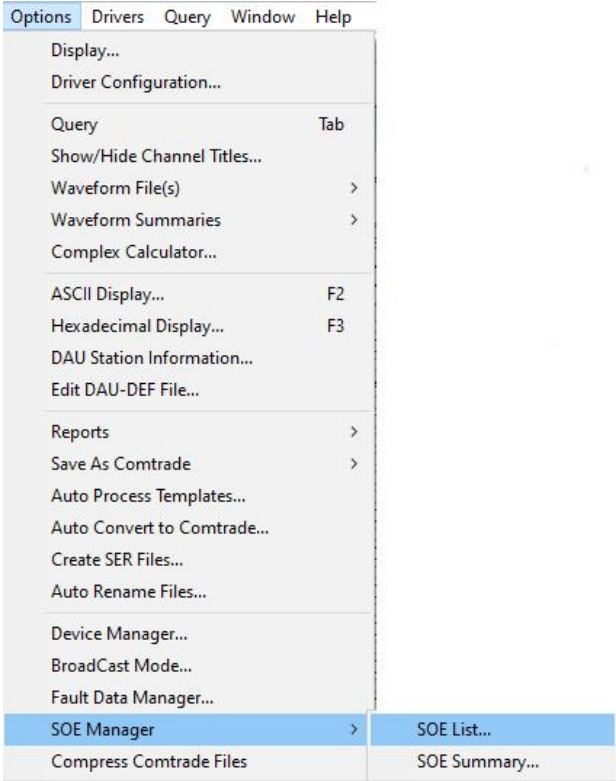 Options Drivers Query Window Help
Display...
Driver Configuration...
Query Tab
Show/Hide Channel Titles...
Waveform File(s) >
Waveform Summaries >
Complex Calculator...
ASCII Display... F2
Hexadecimal Display... F3
DAU Station Information...
Edit DAU-DEF File...
Reports >
Save As Comtrade >
Auto Process Templates...
Auto Convert to Comtrade...
Create SER Files...
Auto Rename Files...
Device Manager...
BroadCast Mode...
Fault Data Manager...
SOE Manager > SOE List...
Compress Comtrade Files SOE Summary...